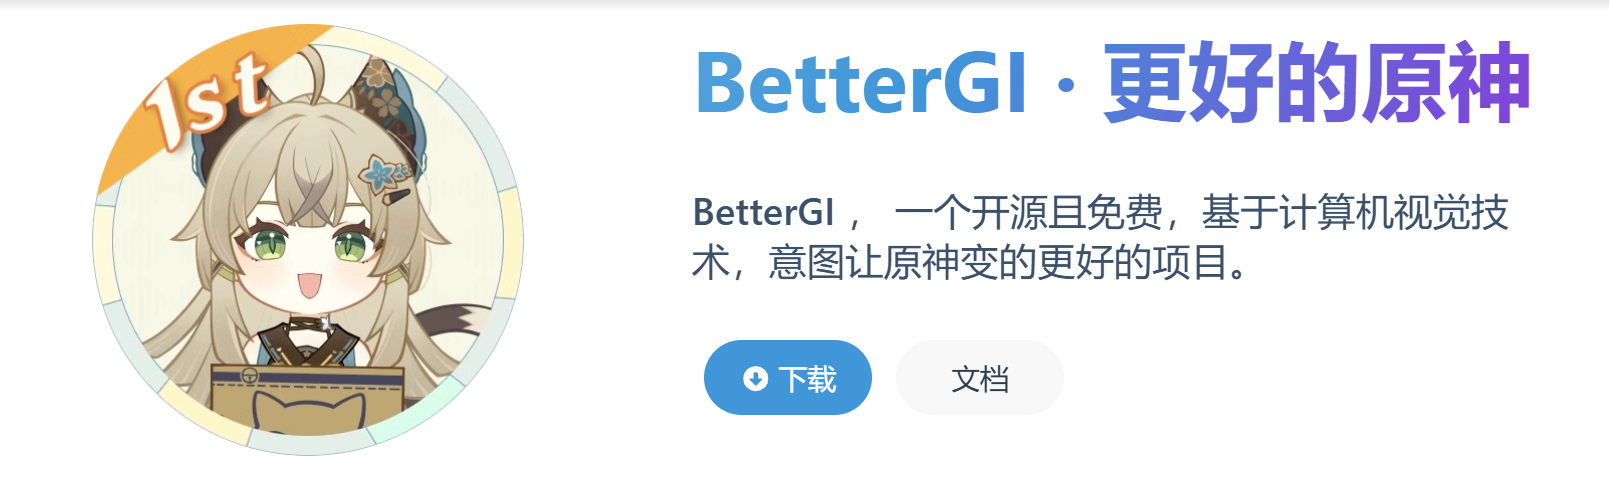 1st
BetterGI · 更好的原神
BetterGI ， 一个开源且免费，基于计算机视觉技
术，意图让原神变的更好的项目。
下载
文档